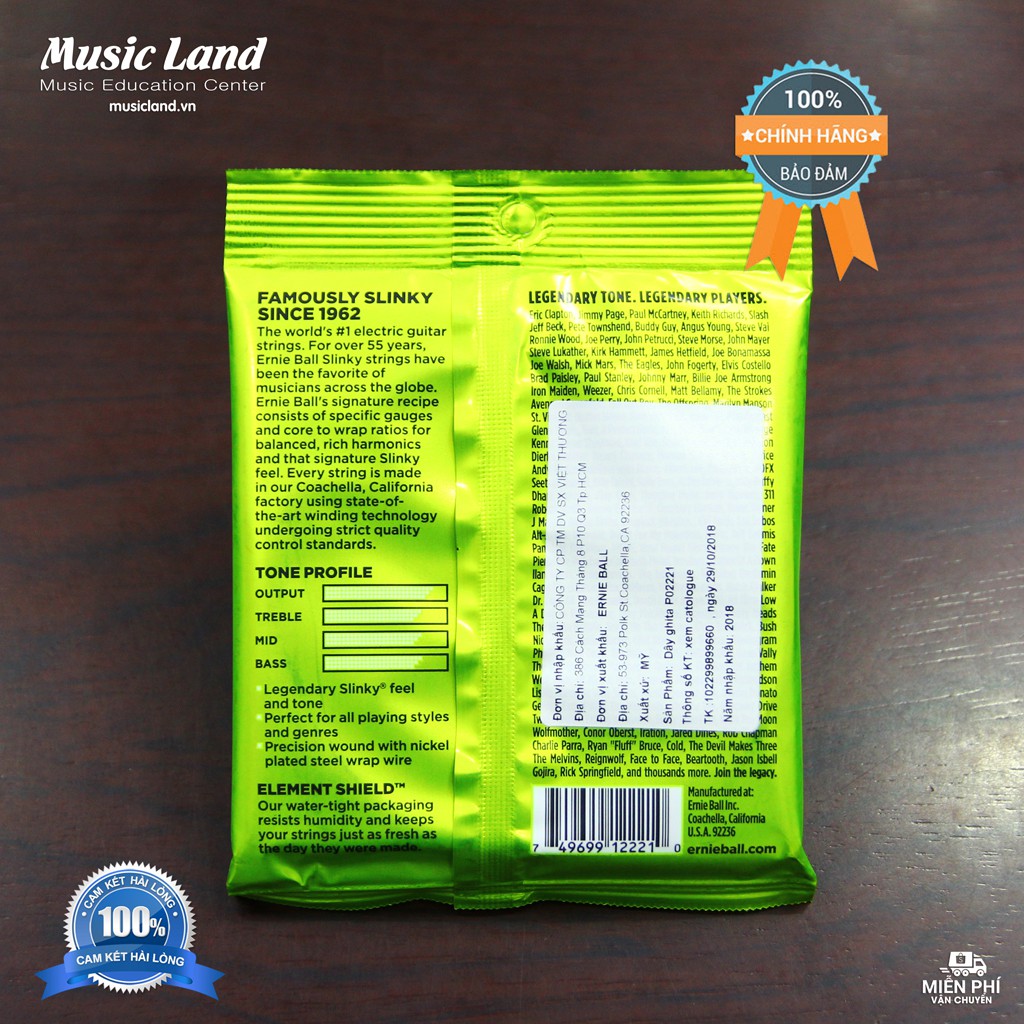 Music Land
Music Education Center
musicland.vn
100%
CHÍNH HÃNG
BẢO ĐẢM
FAMOUSLY SLINKY
SINCE 1962
The world's #1 electric guitar
strings. For over 55 years,
Ernie Ball Slinky strings have
been the favorite of
musicians across the globe.
Ernie Ball's signature recipe
consists of specific gauges
and core to wrap ratios for
balanced, rich harmonics
and that signature Slinky
feel. Every string is made
in our Coachella, California
factory using state-of-
the-art winding technology
undergoing strict quality
control standards.
TONE PROFILE
OUTPUT
TREBLE
MID
BASS
Legendary Slinky® feel
and tone
Perfect for all playing styles
and genres
Precision wound with nickel
plated steel wrap wire
ELEMENT SHIELD™
Our water-tight packaging
resists humidity and keeps
your strings just as fresh as
the day they were made.
LEGENDARY TONE. LEGENDARY PLAYERS.
Eric Clapton, Jimmy Page, Paul McCartney, Keith Richards, Slash
Jeff Beck, Pete Townshend, Buddy Guy, Angus Young, Steve Vai
Ronnie Wood, Joe Perry, John Petrucci, Steve Morse, John Mayer
Steve Lukather, Kirk Hammett, James Hetfield, Joe Bonamassa
Joe Walsh, Mick Mars, The Eagles, John Fogerty, Elvis Costello
Brad Paisley, Paul Stanley, Johnny Marr, Billie Joe Armstrong
Iron Maiden, Weezer, Chris Cornell, Matt Bellamy, The Strokes
Đơn vị nhập khẩu: CÔNG TY CP TM DV SX VIỆT THƯƠNG
Địa chỉ: 386 Cách Mạng Tháng 8 P10 Q3 Tp HCM
Đơn vị xuất khẩu: ERNIE BALL
Địa chỉ: 53-973 Polk St Coachella,CA 92236
Xuất xứ: MỸ
Sản Phẩm: Dây ghita P02221
Thông số KT: xem catologue
TK :102299899660 , ngày 29/10/2018
Năm nhập khẩu: 2018
Wolfmother, Conor Oberst, Iration, Jared Dines, Rob Chapman
Charlie Parra, Ryan "Fluff" Bruce, Cold, The Devil Makes Three
The Melvins, Reignwolf, Face to Face, Beartooth, Jason Isbell
Gojira, Rick Springfield, and thousands more. Join the legacy.
Manufactured at:
Ernie Ball Inc.
Coachella, California
U.S.A. 92236
ernieball.com
7 49699 12221 0
CAM KẾT HÀI LÒNG
100%
CAM KẾT HÀI LÒNG
MIỄN PHÍ
VẬN CHUYỂN